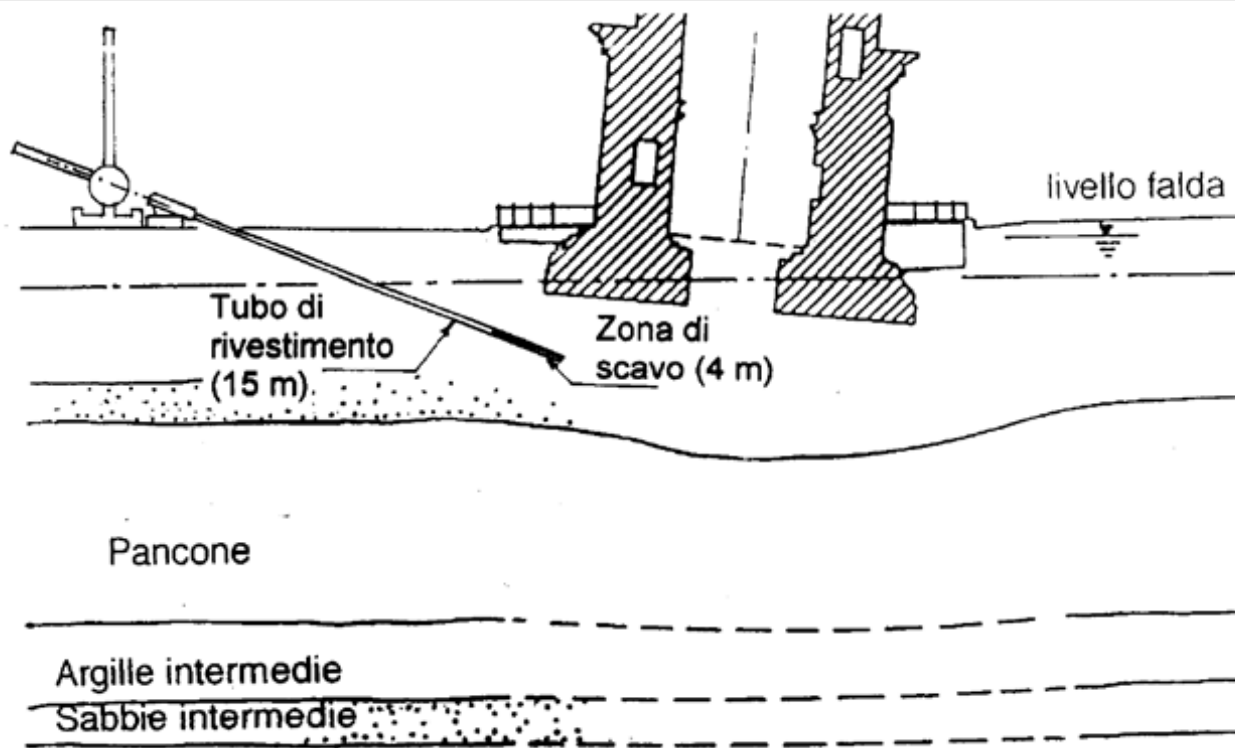 livello falda
Tubo di
rivestimento
(15 m)
Zona di
scavo (4 m)
Pancone
Argille intermedie
Sabbie intermedie